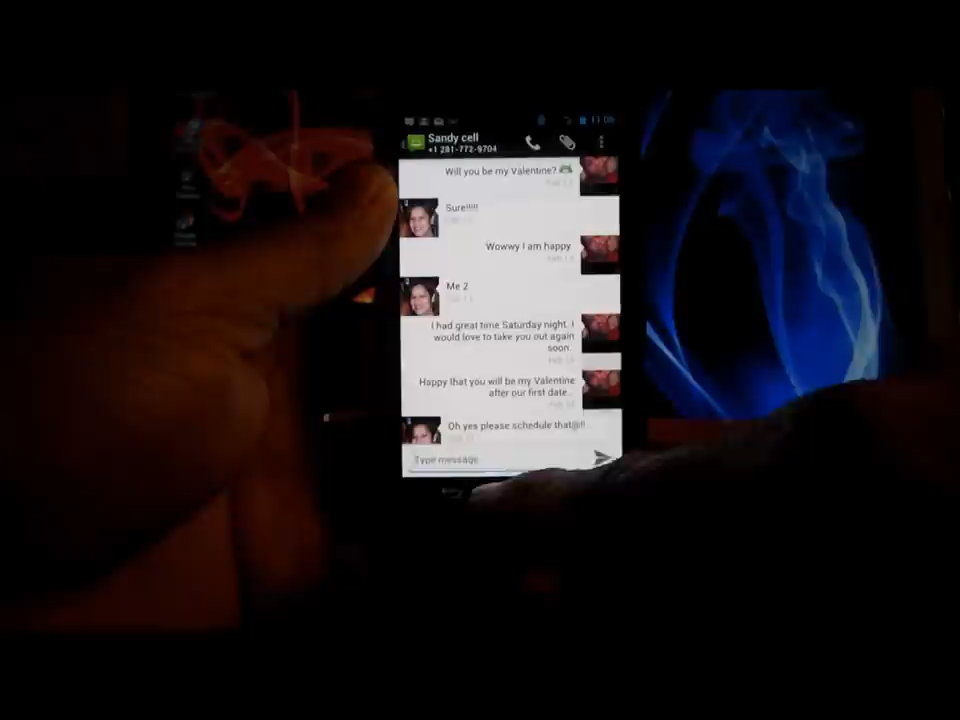 11:06
Sandy cell
+1 281-772-9704
Will you be my Valentine?
Sure!!!!!
Wowwy I am happy
Me 2
I had great time Saturday night. I
would love to take you out again
soon.
Happy that you will be my Valentine
after our first date.
Oh yes please schedule that@!!
Type message